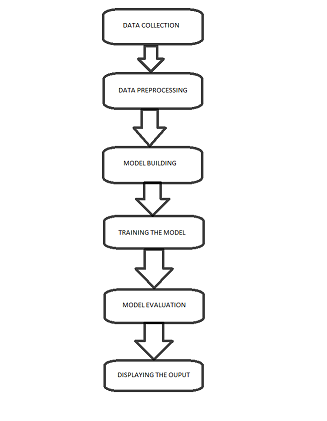 DATA COLLECTION
DATA PREPROCESSING
MODEL BUILDING
TRAINING THE MODEL
MODEL EVALUATION
DISPLAYING THE OUPUT